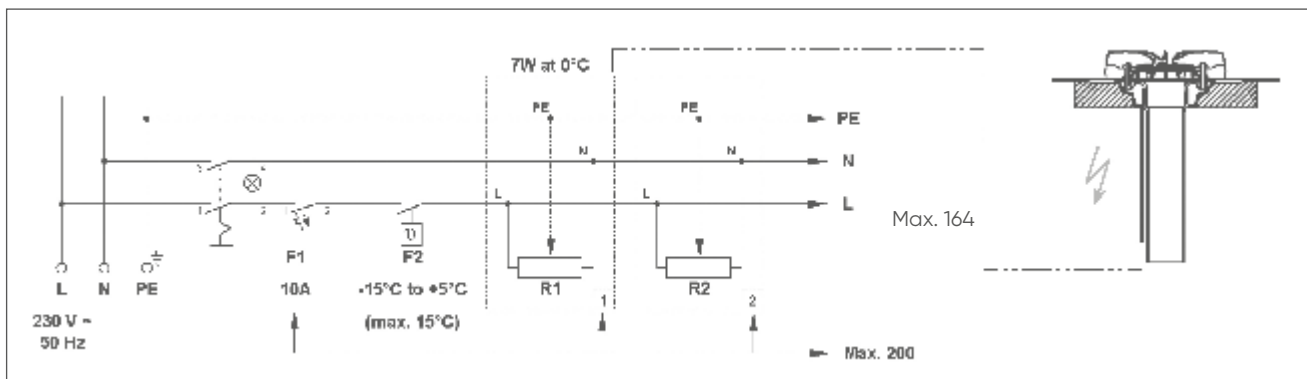 7W at 0°C
PE
PE
PE
N
N
N
L
L
L
Max. 164
L
N
PE
F1
F2
R1
1
R2
2
10A
-15°C to +5°C
(max. 15°C)
230 V ~
50 Hz
Max. 200